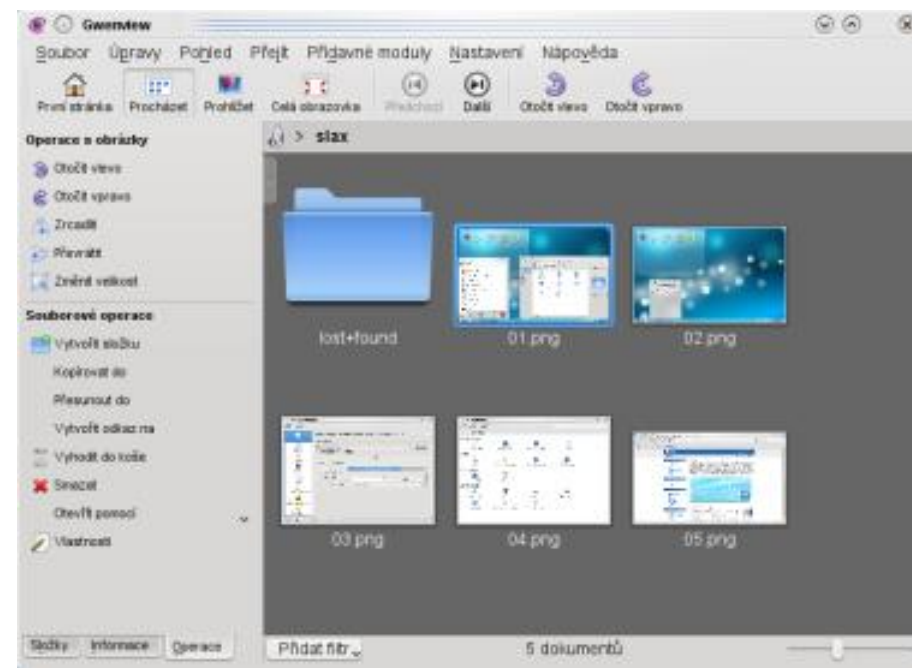 Gwenview
Soubor Úpravy Pohled Přejít Přídavné moduly Nastavení Nápověda
První stránka Procházet Prohlížet Celá obrazovka Předchozí Další Otočit vlevo Otočit vpravo
Operace s obrázky
> slax
Otočit vlevo
Otočit vpravo
Zrcadlit
Převrátit
Změnit velikost
lost+found 01.png 02.png
Souborové operace
Vytvořit složku
Kopírovat do
Přesunout do
Vytvořit odkaz na
Vyhodit do koše
Smazat
Otevřít pomocí
Vlastnosti
03.png 04.png 05.png
Složky Informace Operace
Přidat filtr 5 dokumentů